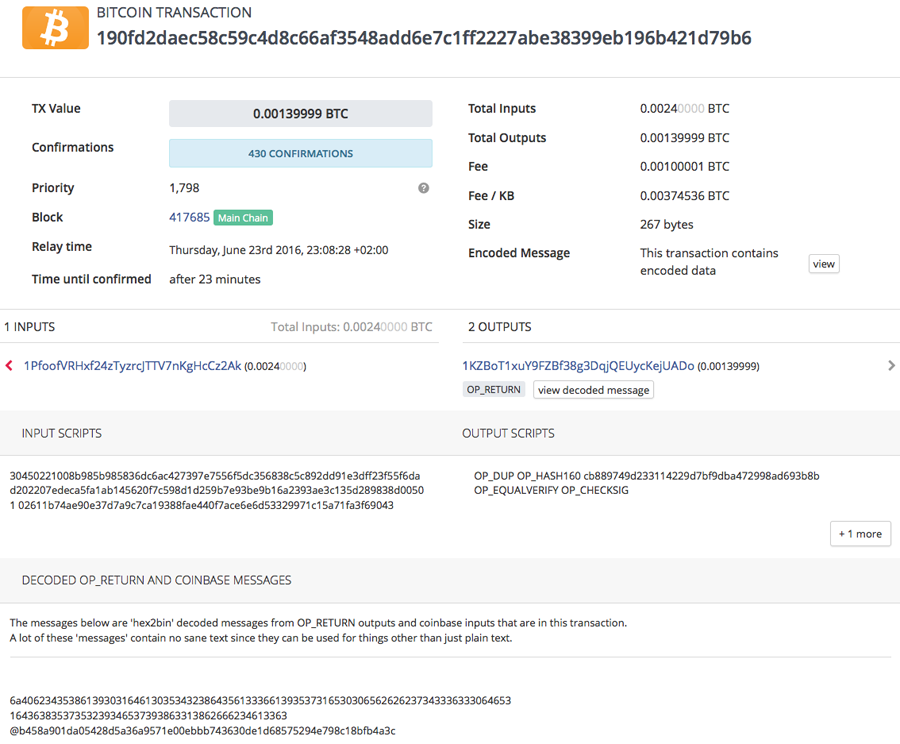 BITCOIN TRANSACTION
190fd2daec58c59c4d8c66af3548add6e7c1ff2227abe38399eb196b421d79b6
TX Value 0.00139999 BTC
Confirmations 430 CONFIRMATIONS
Priority 1,798
Block 417685 Main Chain
Relay time Thursday, June 23rd 2016, 23:08:28 +02:00
Time until confirmed after 23 minutes
Total Inputs 0.00240000 BTC
Total Outputs 0.00139999 BTC
Fee 0.00100001 BTC
Fee / KB 0.00374536 BTC
Size 267 bytes
Encoded Message This transaction contains
encoded data
view
1 INPUTS Total Inputs: 0.00240000 BTC
1PfoofVRHxf24zTyzrcJTTV7nKgHcCz2Ak (0.00240000)
2 OUTPUTS
1KZBoT1xuY9FZBf38g3DqjQEUycKejUADo (0.00139999)
OP_RETURN view decoded message
INPUT SCRIPTS
30450221008b985b985836dc6ac427397e7556f5dc356838c5c892dd91e3dff23f55f6da
d202207edeca5fa1ab145620f7c598d1d259b7e93be9b16a2393ae3c135d289838d00501
1 02611b74ae90e37d7a9c7ca19388fae440f7ace6e6d53329971c15a71fa3f69043
OUTPUT SCRIPTS
OP_DUP OP_HASH160 cb889749d233114229d7bf9dba472998ad693b8b
OP_EQUALVERIFY OP_CHECKSIG
+ 1 more
DECODED OP_RETURN AND COINBASE MESSAGES
The messages below are 'hex2bin' decoded messages from OP_RETURN outputs and coinbase inputs that are in this transaction.
A lot of these 'messages' contain no sane text since they can be used for things other than just plain text.
6a40623435386139303164613035343238643561333661393537316530306562626237343336333064653
1643638353735323934653739386331386266234613363
@b458a901da05428d5a36a9571e00ebbb743630de1d68575294e798c18bfb4a3c